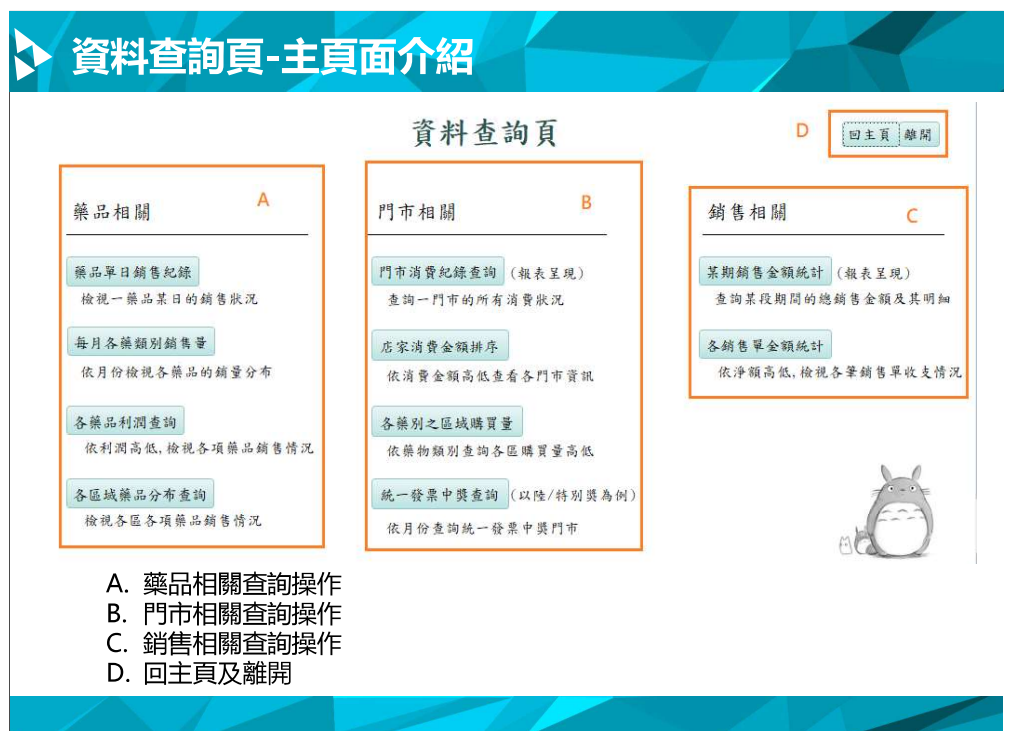 資料查詢頁-主頁面介紹
資料查詢頁
D
回主頁 離開
A
藥品相關
藥品單日銷售紀錄
檢視一藥品某日的銷售狀況
每月各藥類別銷售量
依月份檢視各藥品的銷量分布
各藥品利潤查詢
依利潤高低,檢視各項藥品銷售情況
各區域藥品分布查詢
檢視各區各項藥品銷售情況
B
門市相關
門市消費紀錄查詢 (報表呈現)
查詢一門市的所有消費狀況
店家消費金額排序
依消費金額高低查看各門市資訊
各藥別之區域購買量
依藥物類別查詢各區購買量高低
統一發票中獎查詢 (以陸/特別獎為例)
依月份查詢統一發票中獎門市
C
銷售相關
某期銷售金額統計 (報表呈現)
查詢某段期間的總銷售金額及其明細
各銷售單金額統計
依淨額高低,檢視各筆銷售單收支情況
A. 藥品相關查詢操作
B. 門市相關查詢操作
C. 銷售相關查詢操作
D. 回主頁及離開